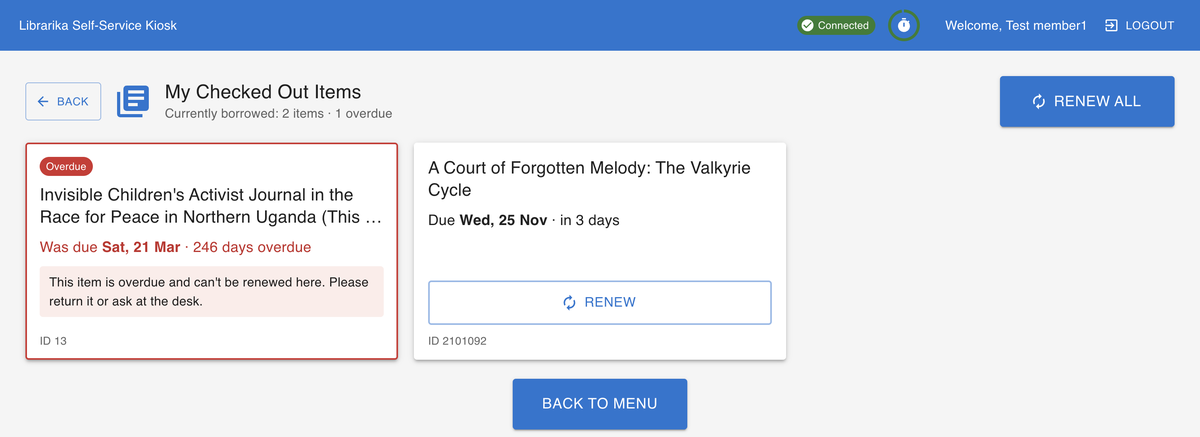 Librarika Self-Service Kiosk
Connected
Welcome, Test member1
LOGOUT
BACK
My Checked Out Items
Currently borrowed: 2 items · 1 overdue
RENEW ALL
Overdue
Invisible Children's Activist Journal in the
Race for Peace in Northern Uganda (This ...
Was due Sat, 21 Mar · 246 days overdue
This item is overdue and can't be renewed here. Please
return it or ask at the desk.
ID 13
A Court of Forgotten Melody: The Valkyrie
Cycle
Due Wed, 25 Nov · in 3 days
RENEW
ID 2101092
BACK TO MENU